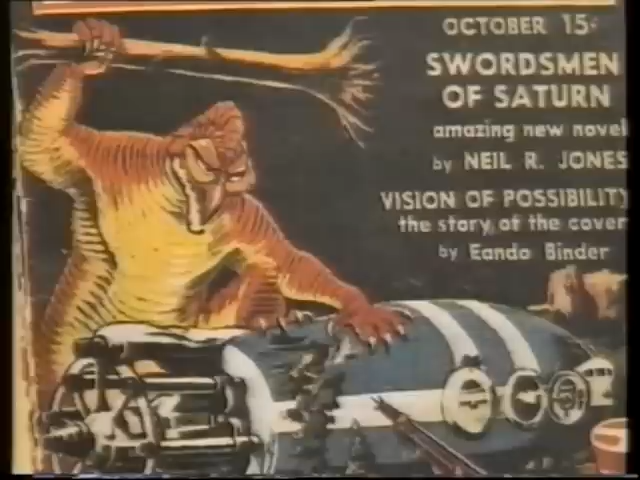 OCTOBER 15¢
SWORDSMEN
OF SATURN
amazing new novel
by NEIL R. JONES
VISION OF POSSIBILITY
the story of the cover
by Eando Binder